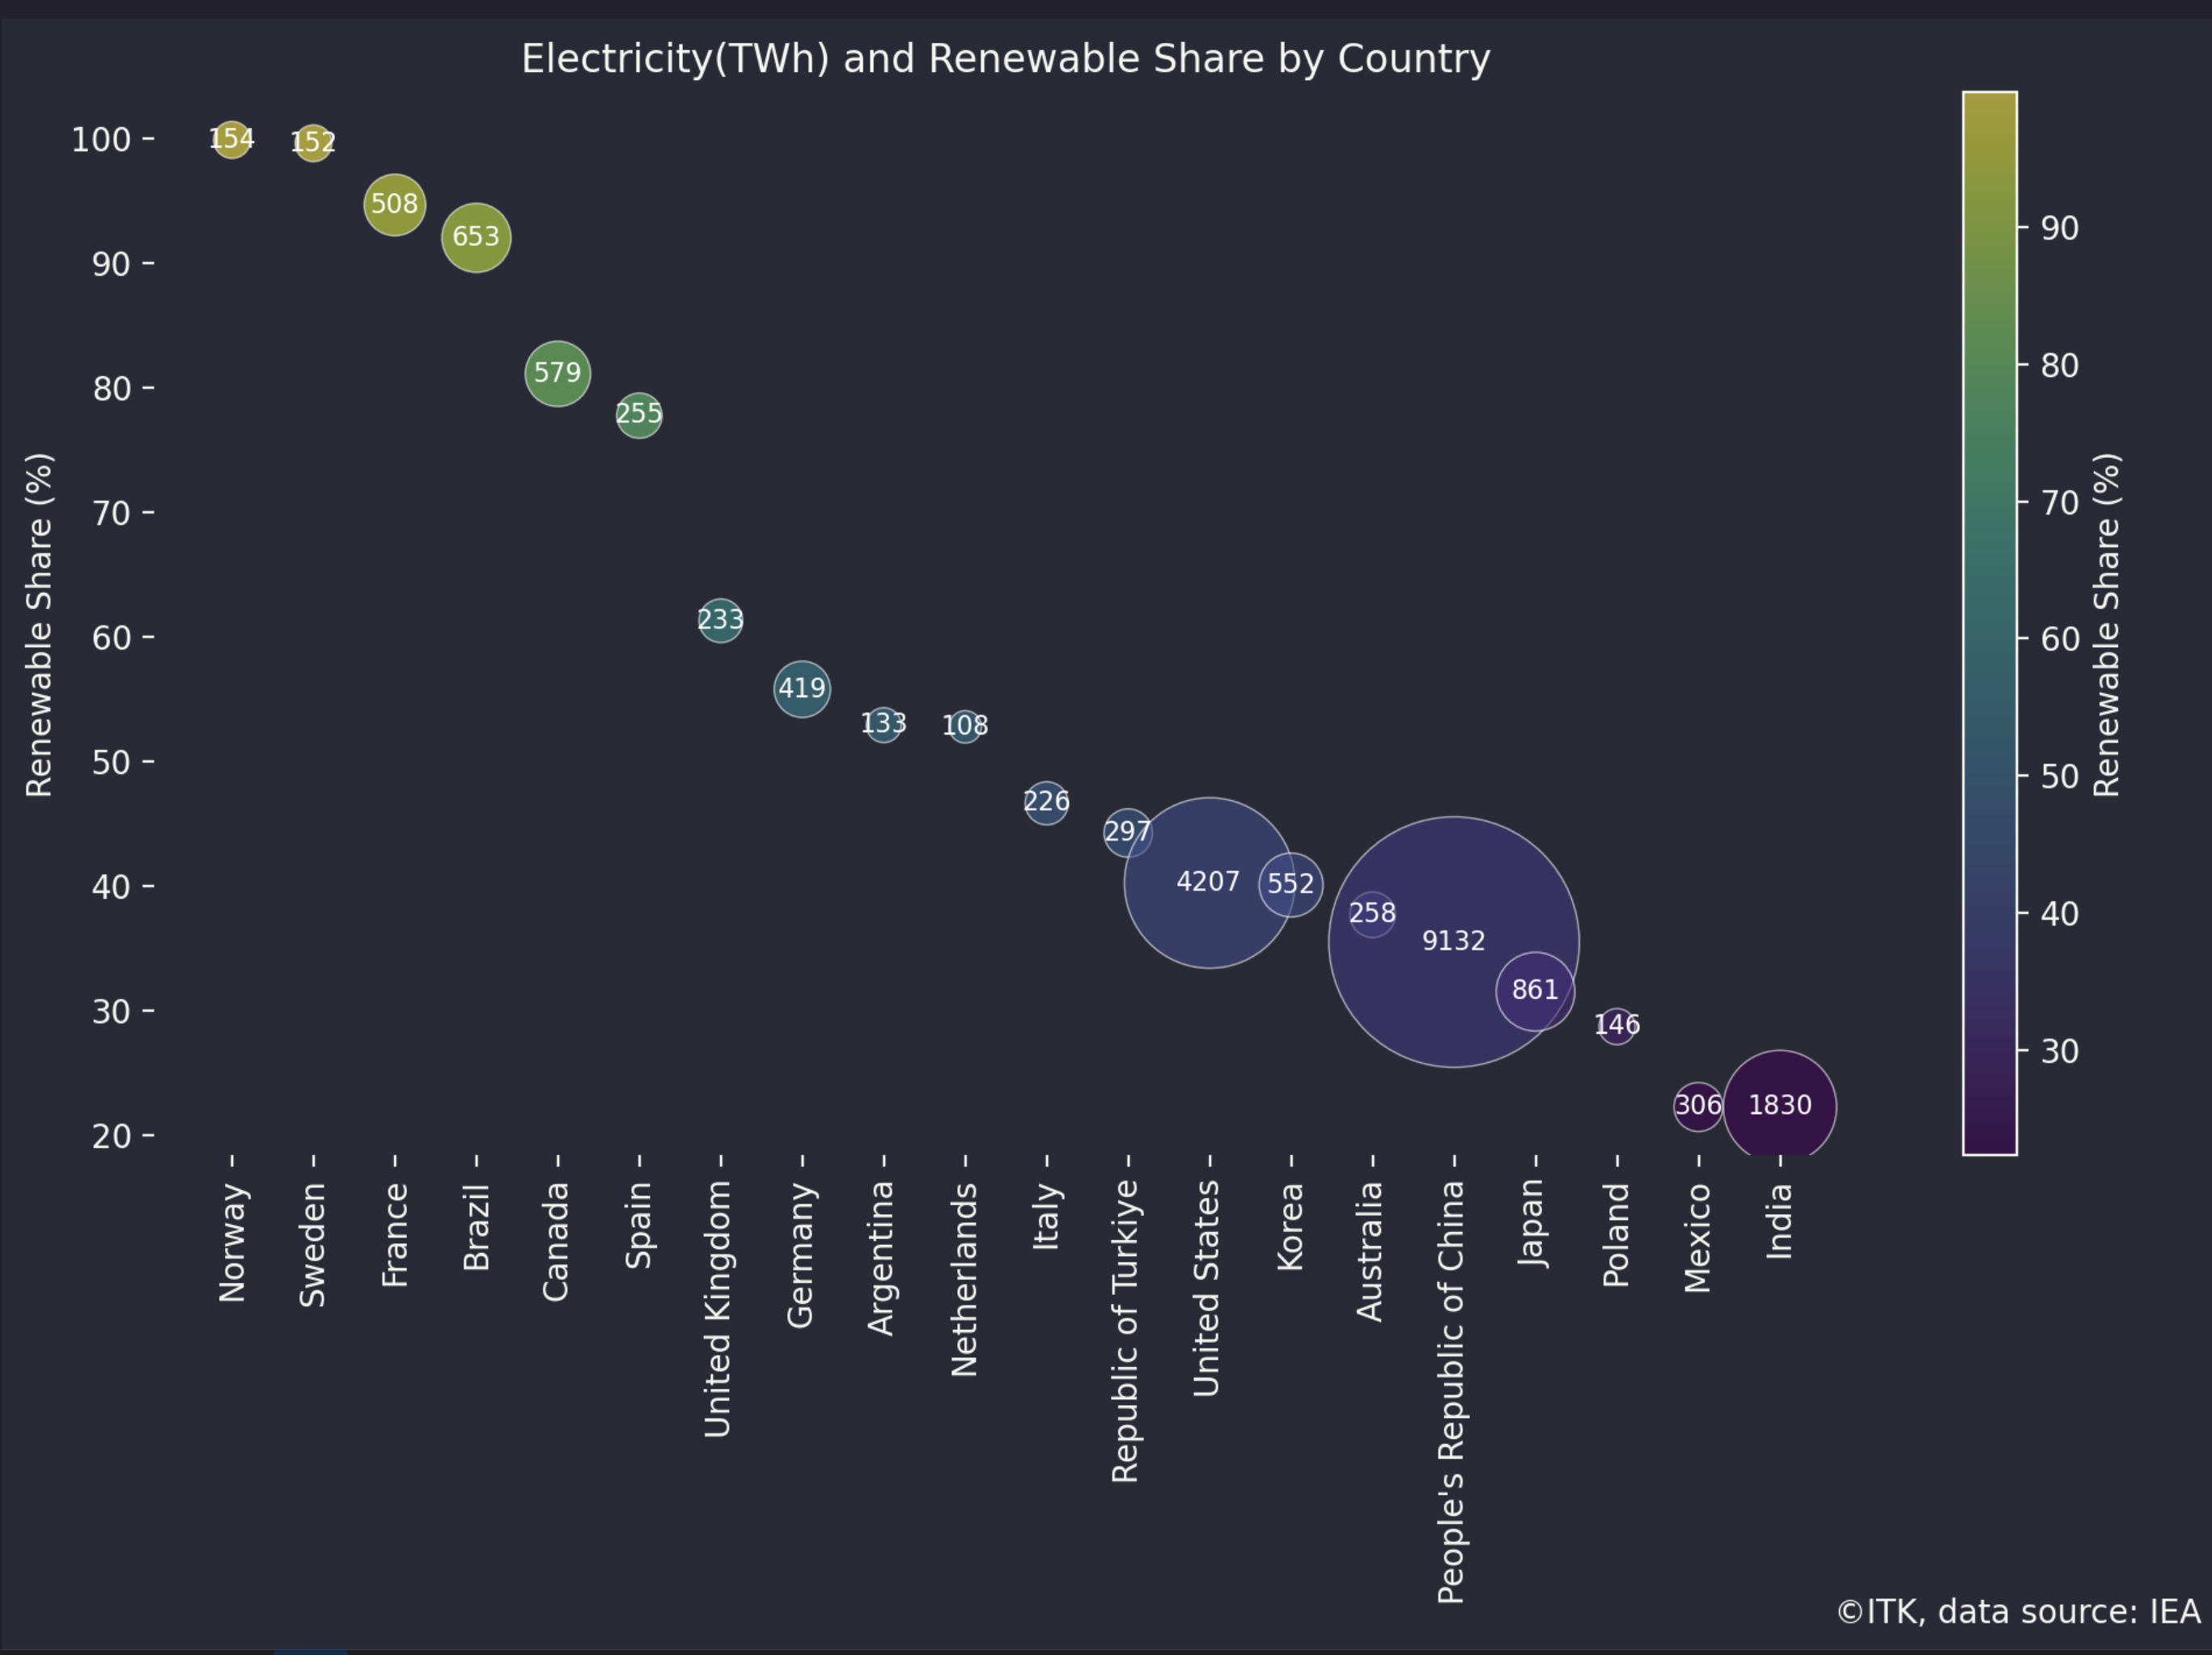 Electricity(TWh) and Renewable Share by Country
Renewable Share (%)
100
90
80
70
60
50
40
30
20
154
152
508
653
579
255
233
419
133
108
226
297
4207
552
258
9132
861
146
306
1830
Norway
Sweden
France
Brazil
Canada
Spain
United Kingdom
Germany
Argentina
Netherlands
Italy
Republic of Turkiye
United States
Korea
Australia
People's Republic of China
Japan
Poland
Mexico
India
90
80
70
60
50
40
30
Renewable Share (%)
©ITK, data source: IEA